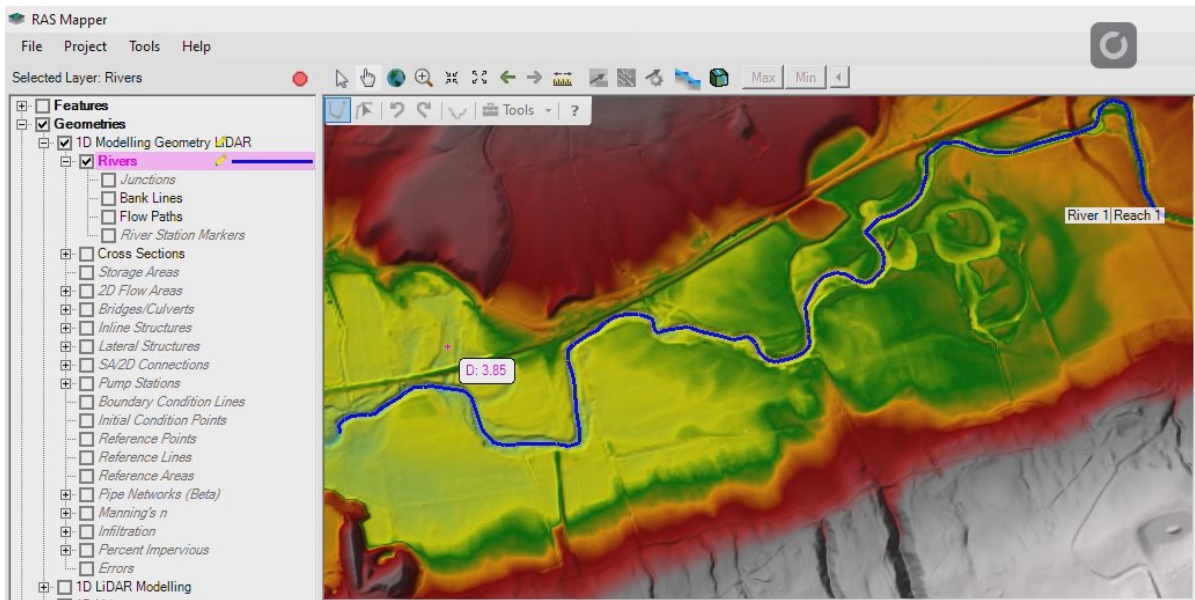 RAS Mapper
File Project Tools Help
Selected Layer: Rivers
Max Min
Features
Geometries
1D Modelling Geometry LiDAR
Rivers
Junctions
Bank Lines
Flow Paths
River Station Markers
Cross Sections
Storage Areas
2D Flow Areas
Bridges/Culverts
Inline Structures
Lateral Structures
SA/2D Connections
Pump Stations
Boundary Condition Lines
Initial Condition Points
Reference Points
Reference Lines
Reference Areas
Pipe Networks (Beta)
Manning's n
Infiltration
Percent Impervious
Errors
1D LiDAR Modelling
Tools ?
River 1 Reach 1
D: 3.85